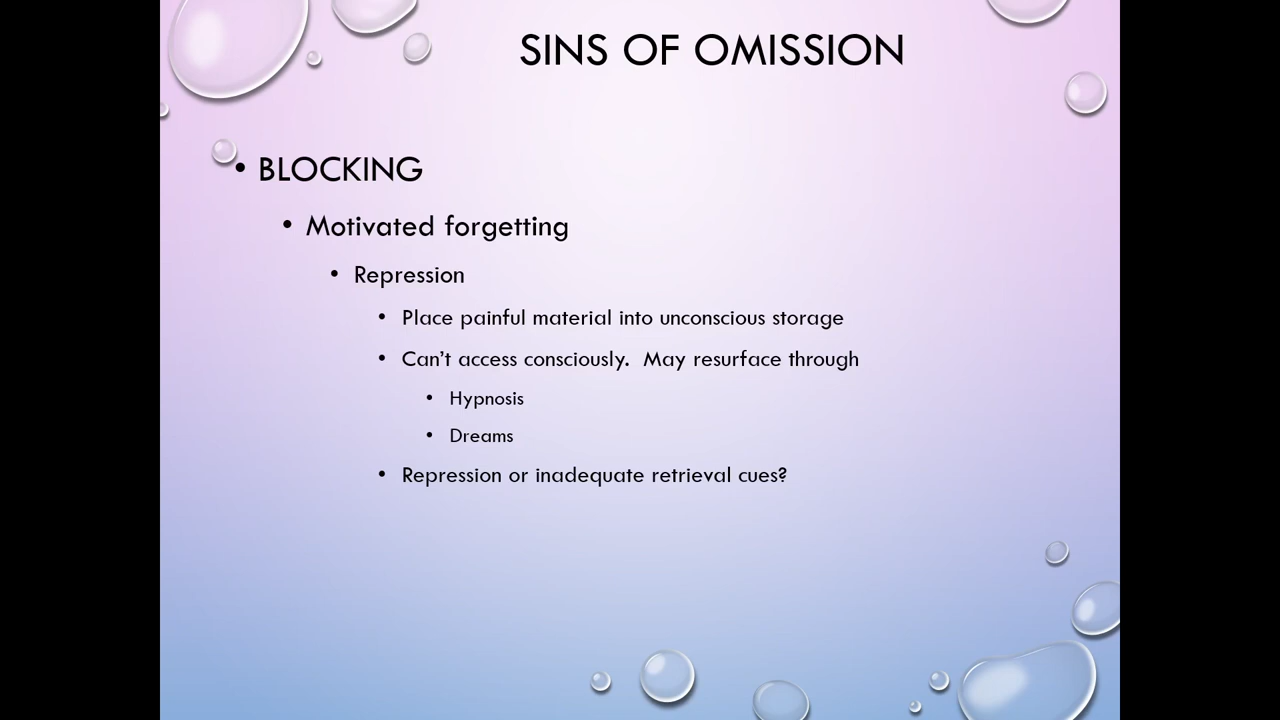 SINS OF OMISSION
• BLOCKING
• Motivated forgetting
• Repression
• Place painful material into unconscious storage
• Can’t access consciously.  May resurface through
• Hypnosis
• Dreams
• Repression or inadequate retrieval cues?